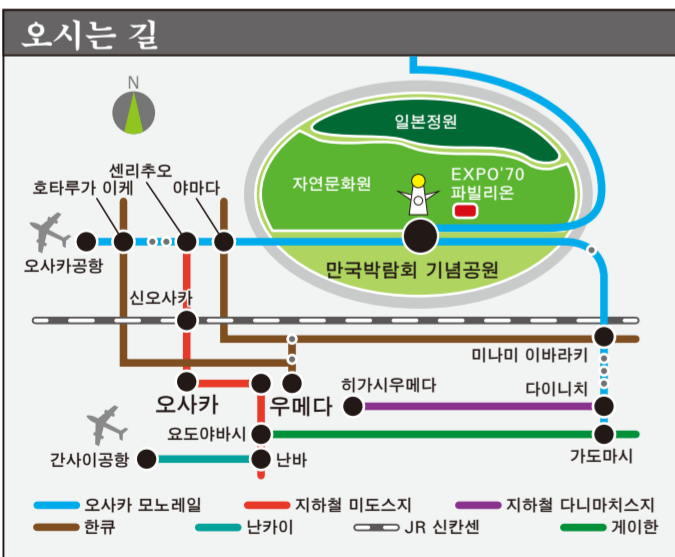 오시는 길
N
일본정원
센리추오
호타루가 이케
야마다
자연문화원
EXPO'70
파빌리온
오사카공항
만국박람회 기념공원
신오사카
미나미 이바라키
오사카
우메다
히가시우메다
다이니치
요도야바시
간사이공항
난바
가도마시
오사카 모노레일
지하철 미도스지
지하철 다니마치스지
한큐
난카이
JR 신칸센
게이한